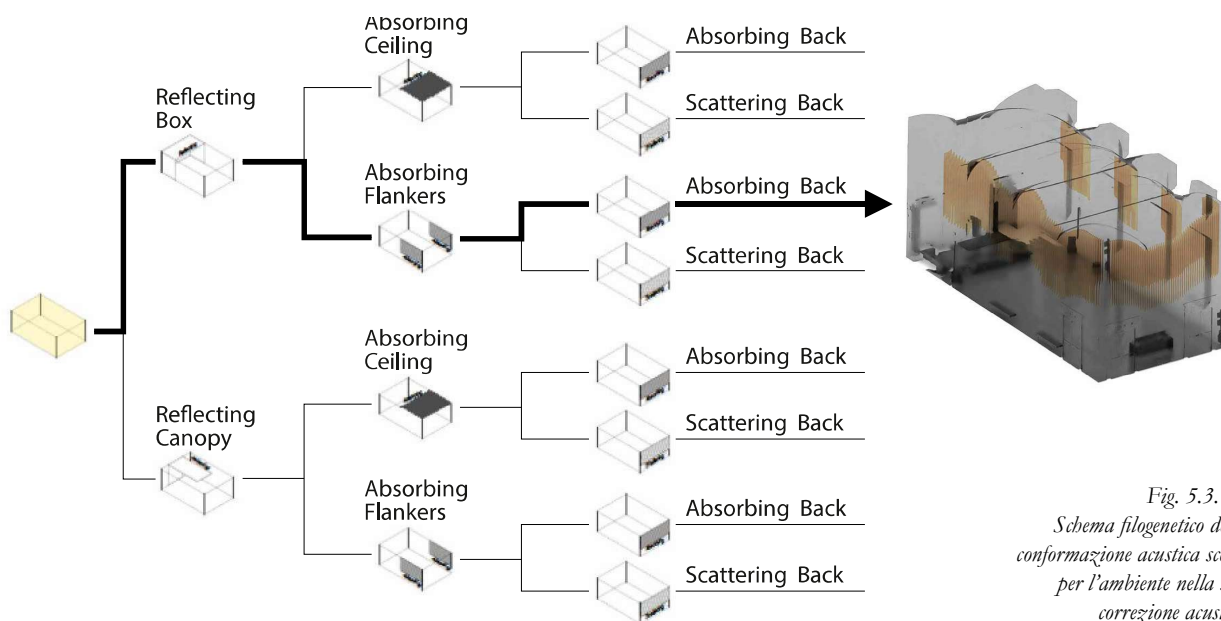 Absorbing
Ceiling
Absorbing Back
Scattering Back
Reflecting
Box
Absorbing
Flankers
Absorbing Back
Scattering Back
Absorbing
Ceiling
Absorbing Back
Scattering Back
Reflecting
Canopy
Absorbing
Flankers
Absorbing Back
Scattering Back
Fig. 5.3.
Schema filogenetico
conformazione acustica
per l'ambiente nella
correzione